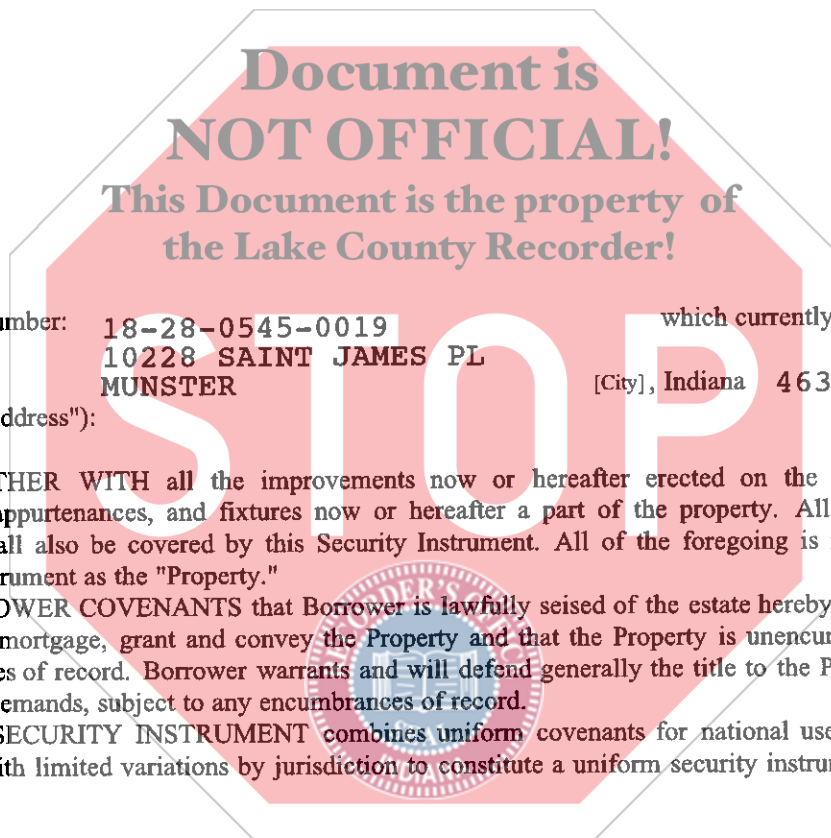 Document is
NOT OFFICIAL!
This Document is the property of
the Lake County Recorder!
STOP
umber: 18-28-0545-0019 which currently
10228 SAINT JAMES PL
MUNSTER [City], Indiana 463
ddress"):
THER WITH all the improvements now or hereafter erected on the
appurtenances, and fixtures now or hereafter a part of the property. All
all also be covered by this Security Instrument. All of the foregoing is
rument as the "Property."
OWER COVENANTS that Borrower is lawfully seised of the estate hereby
mortgage, grant and convey the Property and that the Property is unencum
es of record. Borrower warrants and will defend generally the title to the P
emands, subject to any encumbrances of record.
SECURITY INSTRUMENT combines uniform covenants for national use
ith limited variations by jurisdiction to constitute a uniform security instru
SEAL